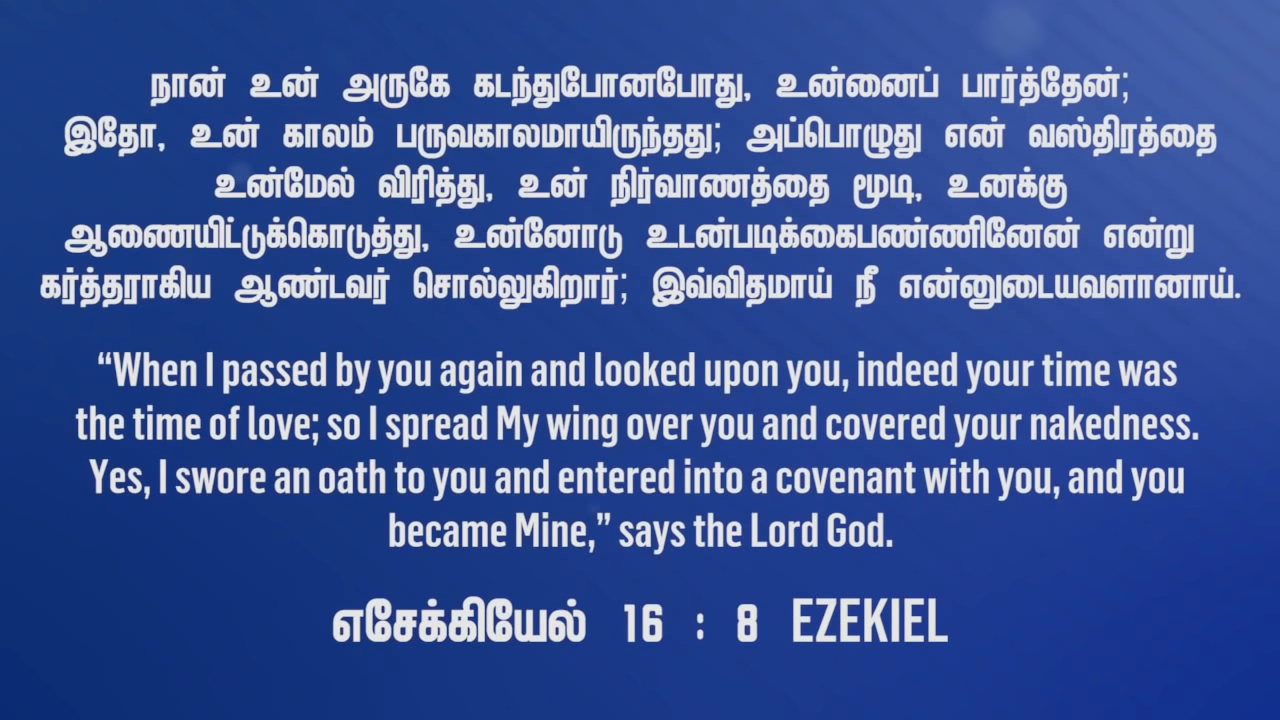 நான் உன் அருகே கடந்துபோனபோது, உன்னைப் பார்த்தேன்;
இதோ, உன் காலம் பருவகாலமாயிருந்தது; அப்பொழுது என் வஸ்திரத்தை
உன்மேல் விரித்து, உன் நிர்வாணத்தை மூடி, உனக்கு
ஆணையிட்டுக்கொடுத்து, உன்னோடு உடன்படிக்கைபண்ணினேன் என்று
கர்த்தராகிய ஆண்டவர் சொல்லுகிறார்; இவ்விதமாய் நீ என்னுடையவளானாய்.
“When I passed by you again and looked upon you, indeed your time was
the time of love; so I spread My wing over you and covered your nakedness.
Yes, I swore an oath to you and entered into a covenant with you, and you
became Mine,” says the Lord God.
எசேக்கியேல் 16 : 8 EZEKIEL